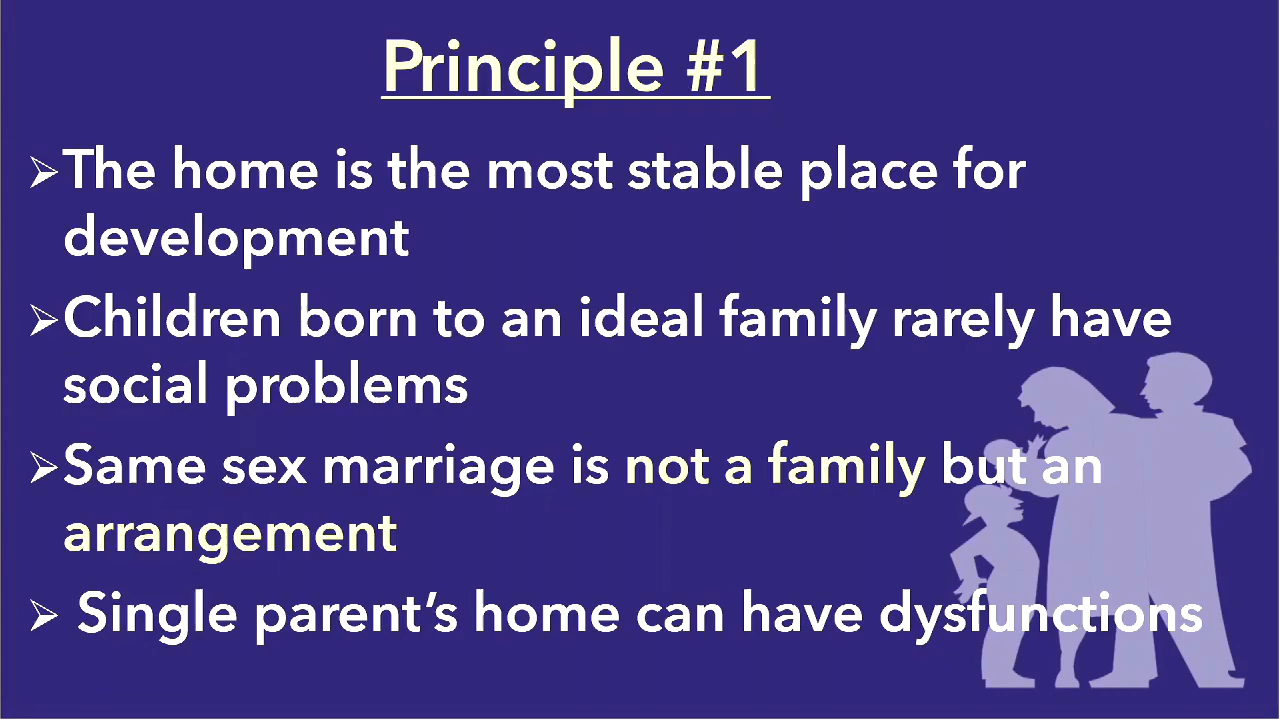 Principle #1
➢The home is the most stable place for
development
➢Children born to an ideal family rarely have
social problems
➢Same sex marriage is not a family but an
arrangement
➢ Single parent’s home can have dysfunctions